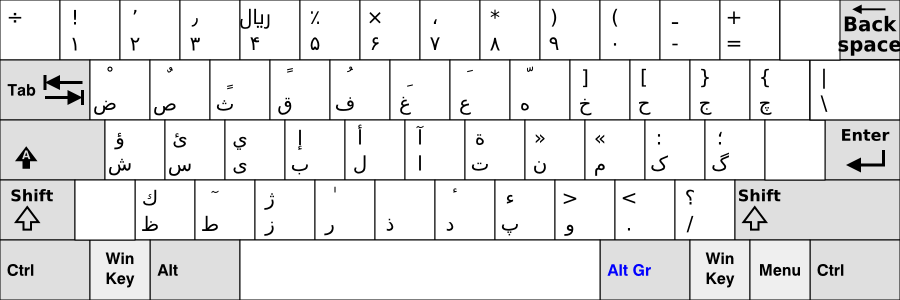 ÷ ! ٬ ٫ ریال ٪ × ، * ) ( ـ + Back space
۱ ۲ ۳ ۴ ۵ ۶ ۷ ۸ ۹ ۰ - =
Tab ْ ٌ ٍ ً ُ ِ َ ّ ] [ } { |
ض ص ث ق ف غ ع ه خ ح ج چ \
A ؤ ئ ي إ أ آ ة » « : ؛ Enter
ش س ی ب ل ا ت ن م ک گ
Shift ك ٓ ژ ٰ ٔ ء > < ؟ Shift
ظ ط ز ر ذ د پ و . /
Ctrl Win Key Alt Alt Gr Win Key Menu Ctrl